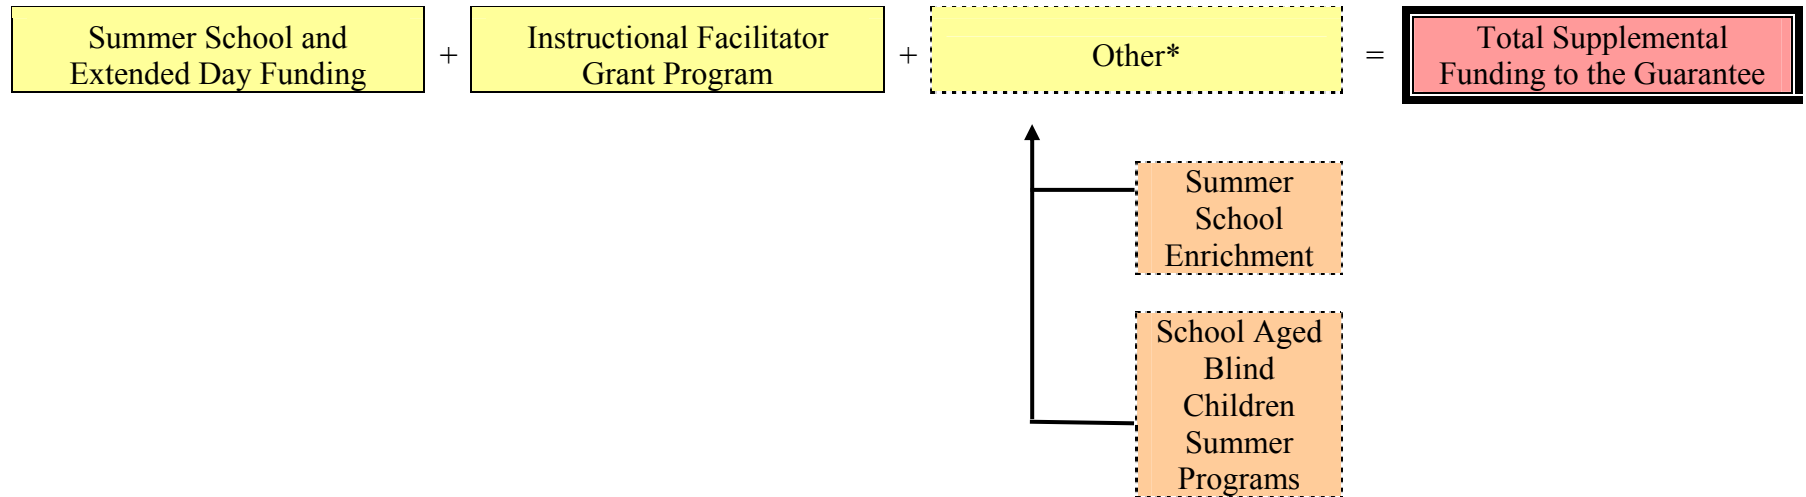 Summer School and
Extended Day Funding
+
Instructional Facilitator
Grant Program
+
Other*
=
Total Supplemental
Funding to the Guarantee
Summer
School
Enrichment
School Aged
Blind
Children
Summer
Programs